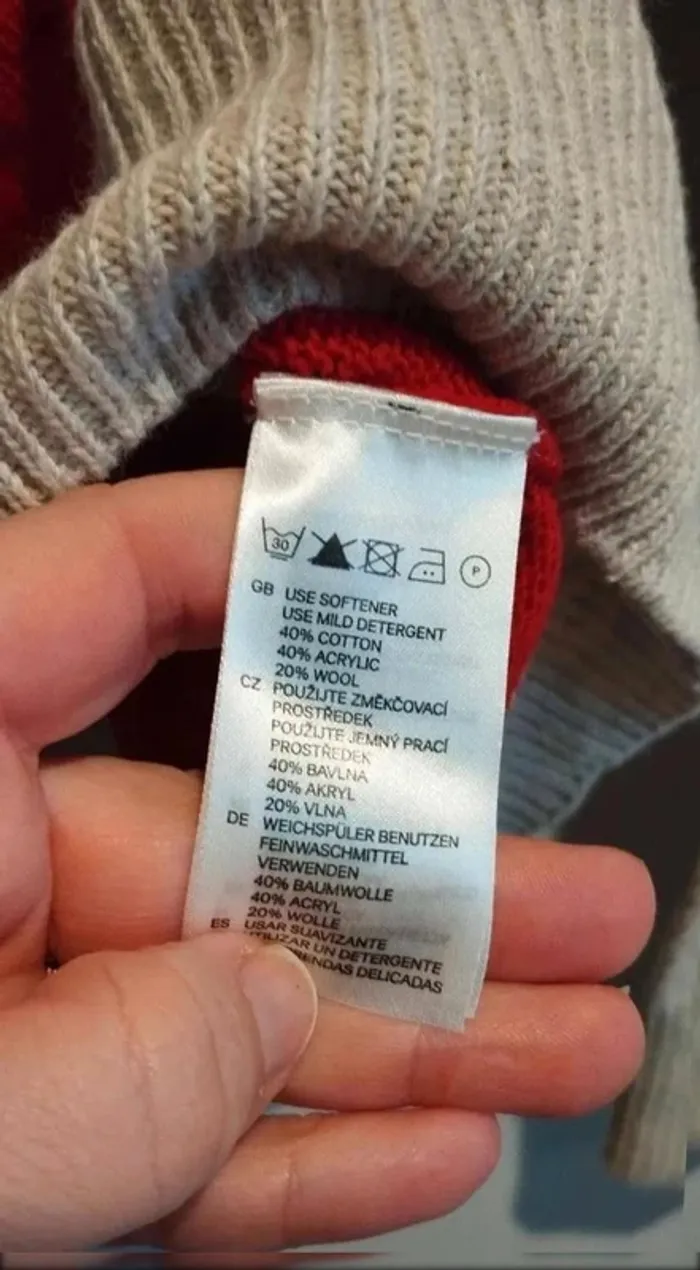 30
P
GB USE SOFTENER
USE MILD DETERGENT
40% COTTON
40% ACRYLIC
20% WOOL
CZ POUŽIJTE ZMĚKČOVACÍ
PROSTŘEDEK
POUŽIJTE JEMNÝ PRACÍ
PROSTŘEDEK
40% BAVLNA
40% AKRYL
20% VLNA
DE WEICHSPÜLER BENUTZEN
FEINWASCHMITTEL
VERWENDEN
40% BAUMWOLLE
40% ACRYL
20% WOLLE
ES USAR SUAVIZANTE
UTILIZAR UN DETERGENTE
DELICADAS